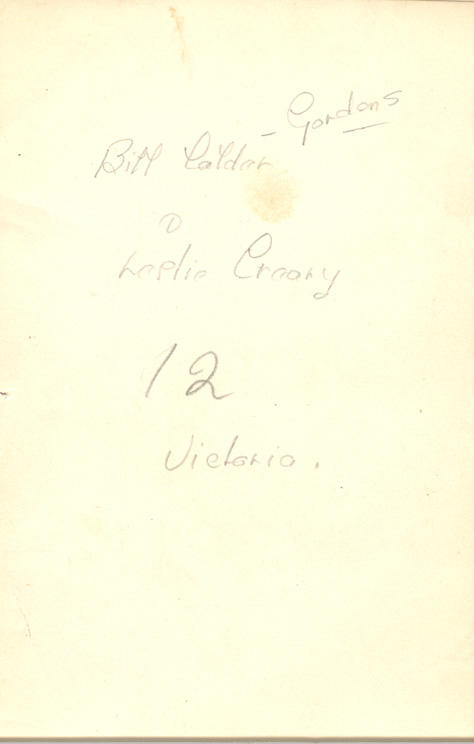 - Gordons
Bill Calder
Leslie Creary
12
Victoria.